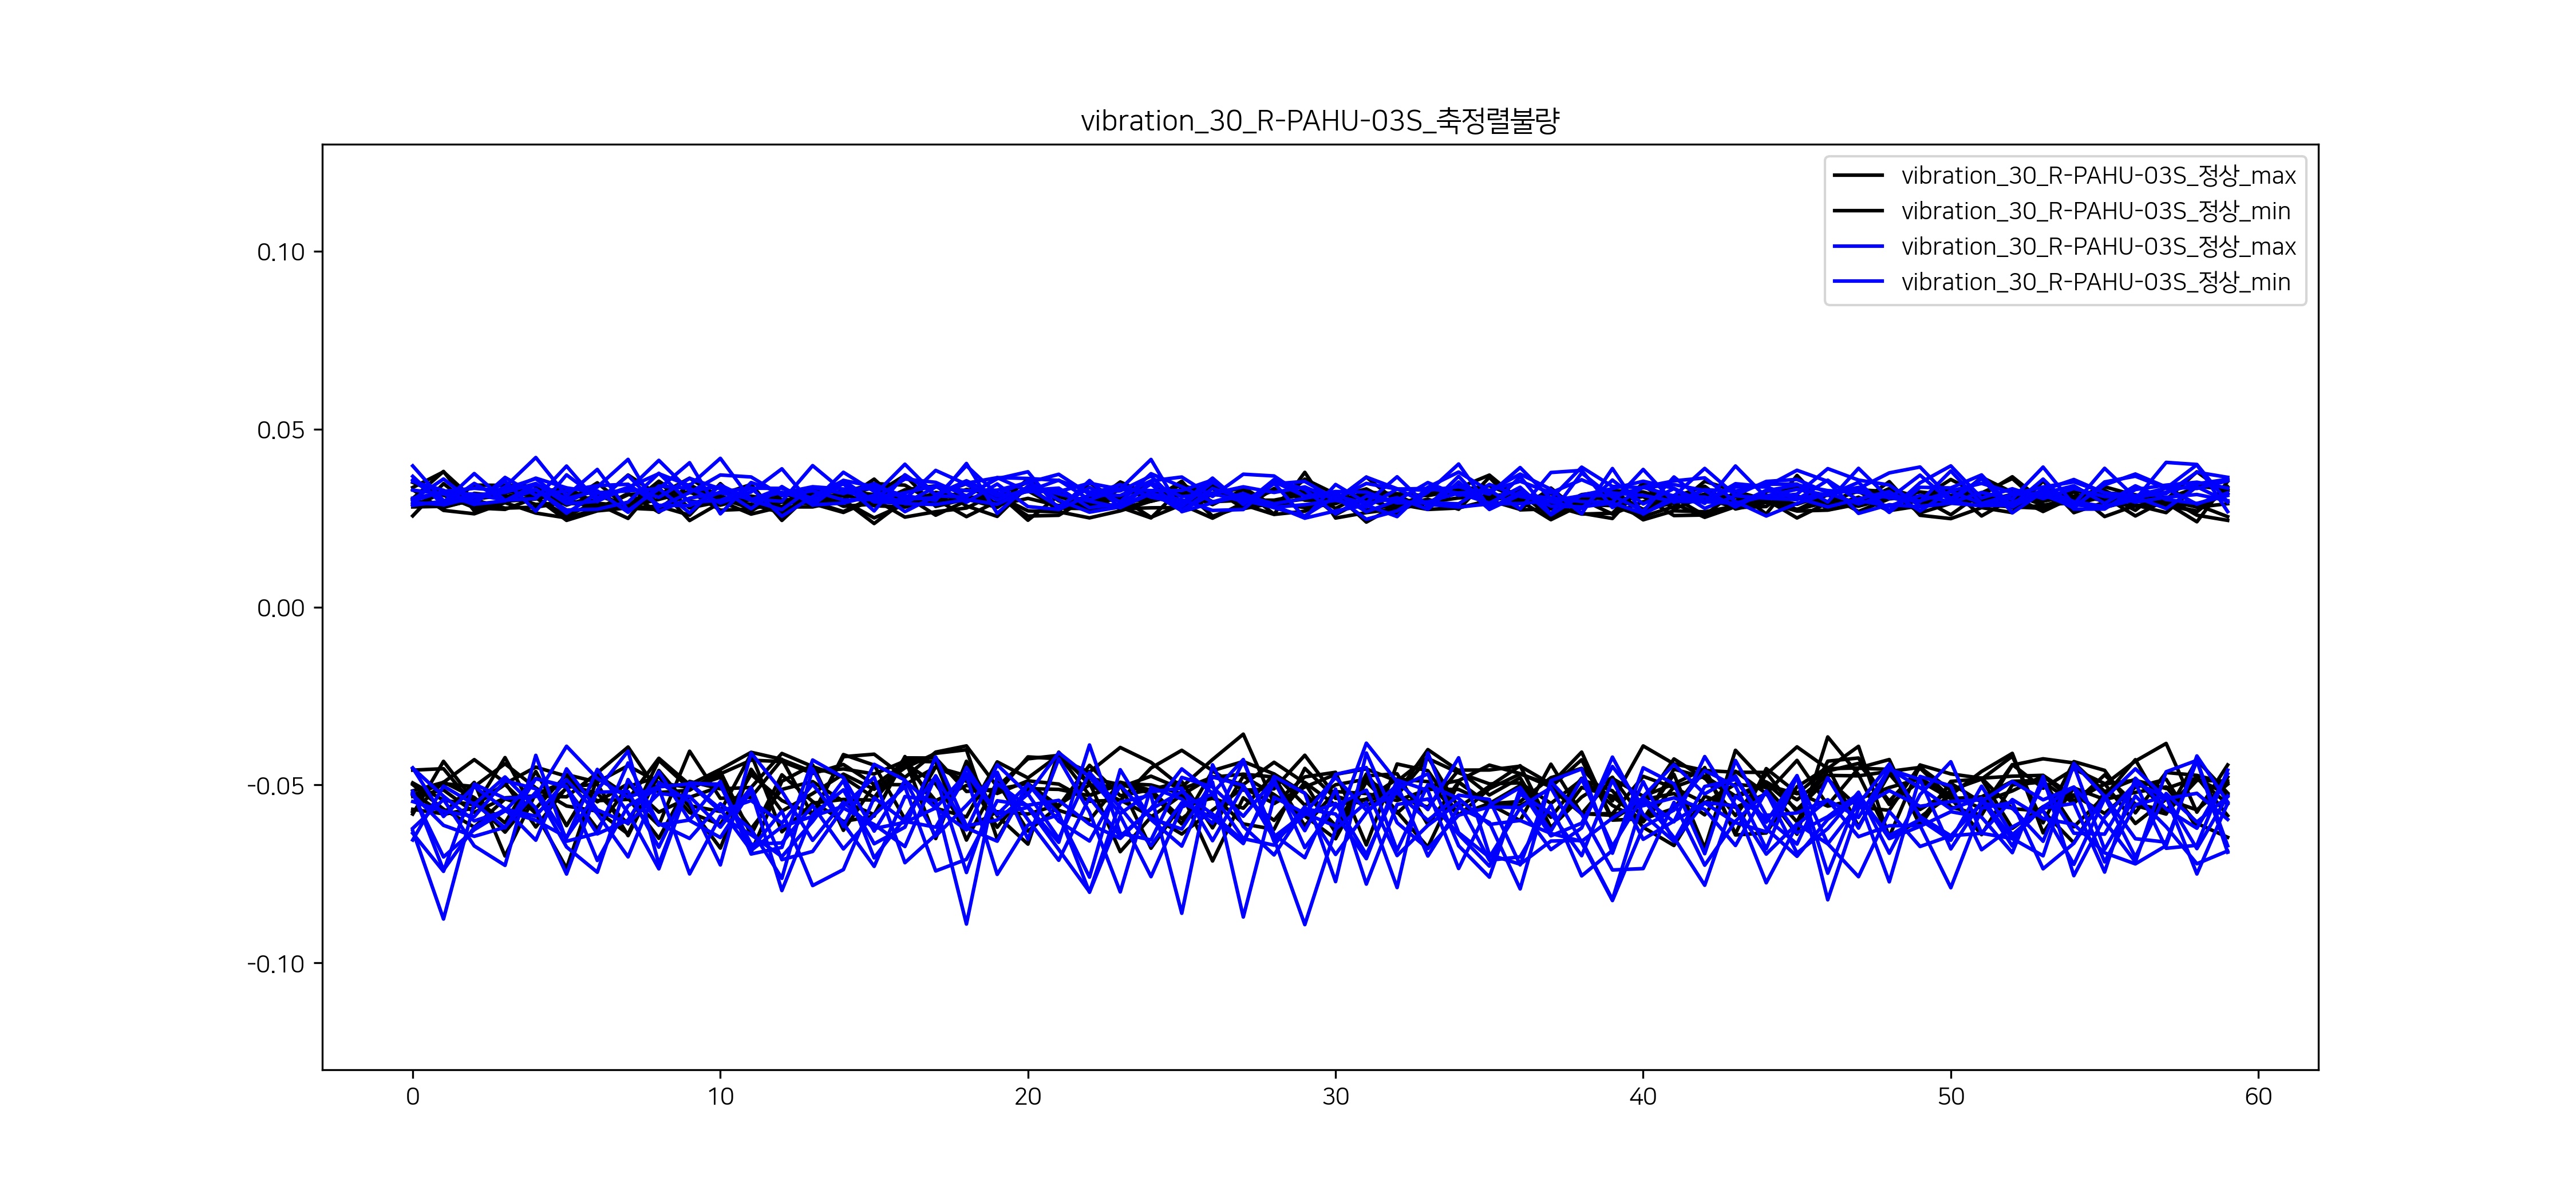 vibration_30_R-PAHU-03S_축정렬불량
vibration_30_R-PAHU-03S_정상_max
vibration_30_R-PAHU-03S_정상_min
vibration_30_R-PAHU-03S_정상_max
vibration_30_R-PAHU-03S_정상_min
0.10
0.05
0.00
-0.05
-0.10
0 10 20 30 40 50 60